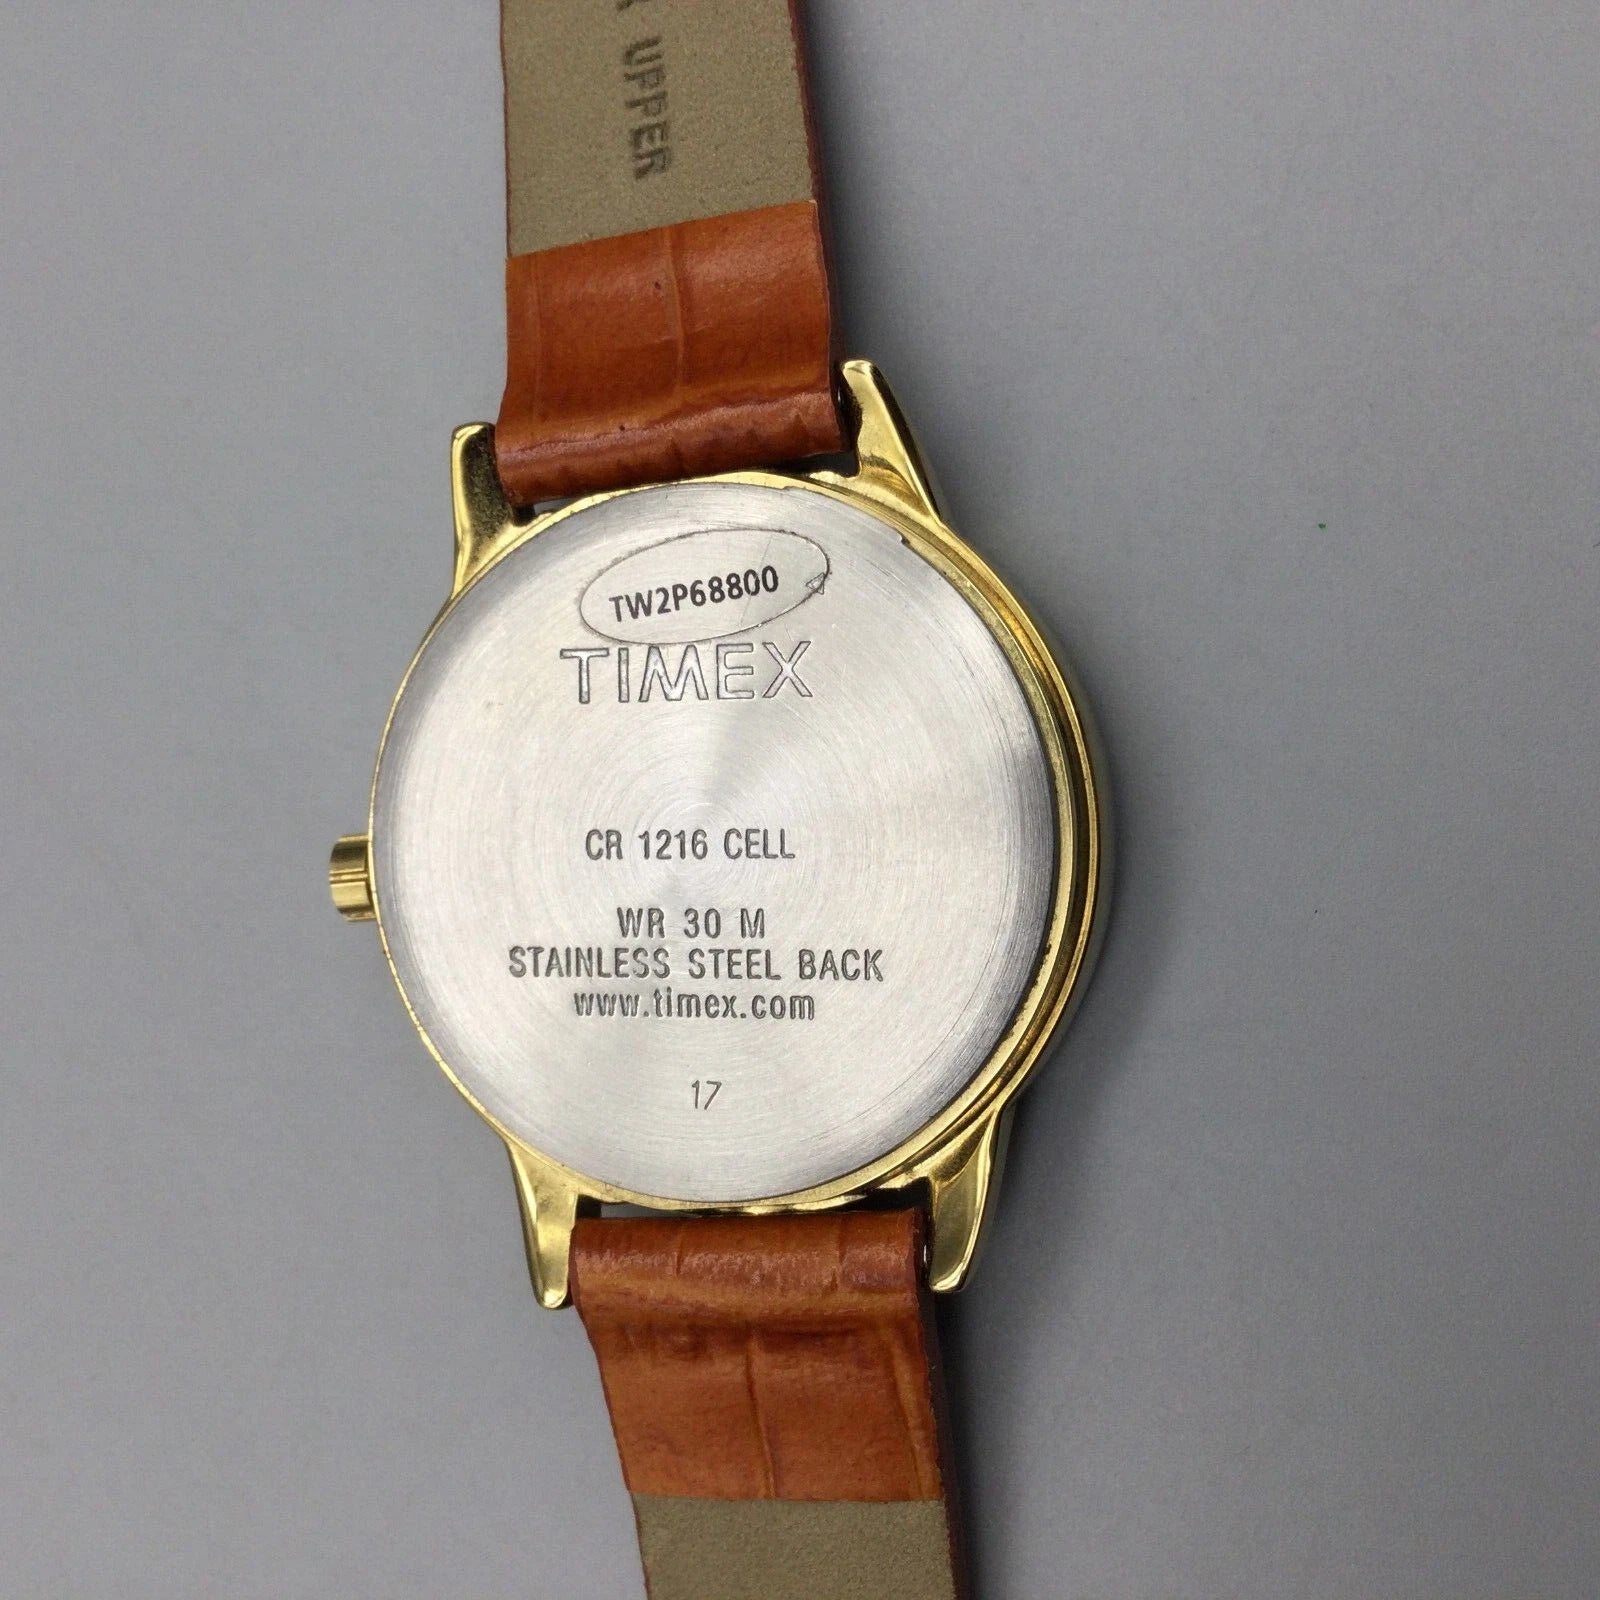 UPPER
TW2P68800
TIMEX
CR 1216 CELL
WR 30 M
STAINLESS STEEL BACK
www.timex.com
17